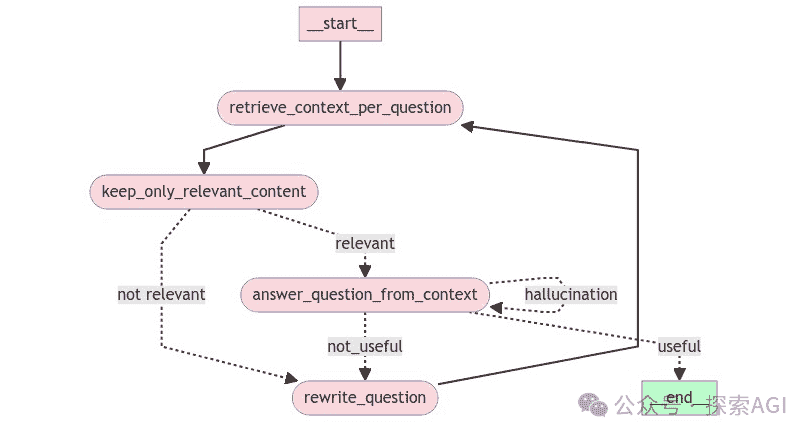 __start__
retrieve_context_per_question
keep_only_relevant_content
relevant
not relevant
answer_question_from_context
hallucination
not_useful
useful
rewrite_question
__end__
公众号 · 探索AGI